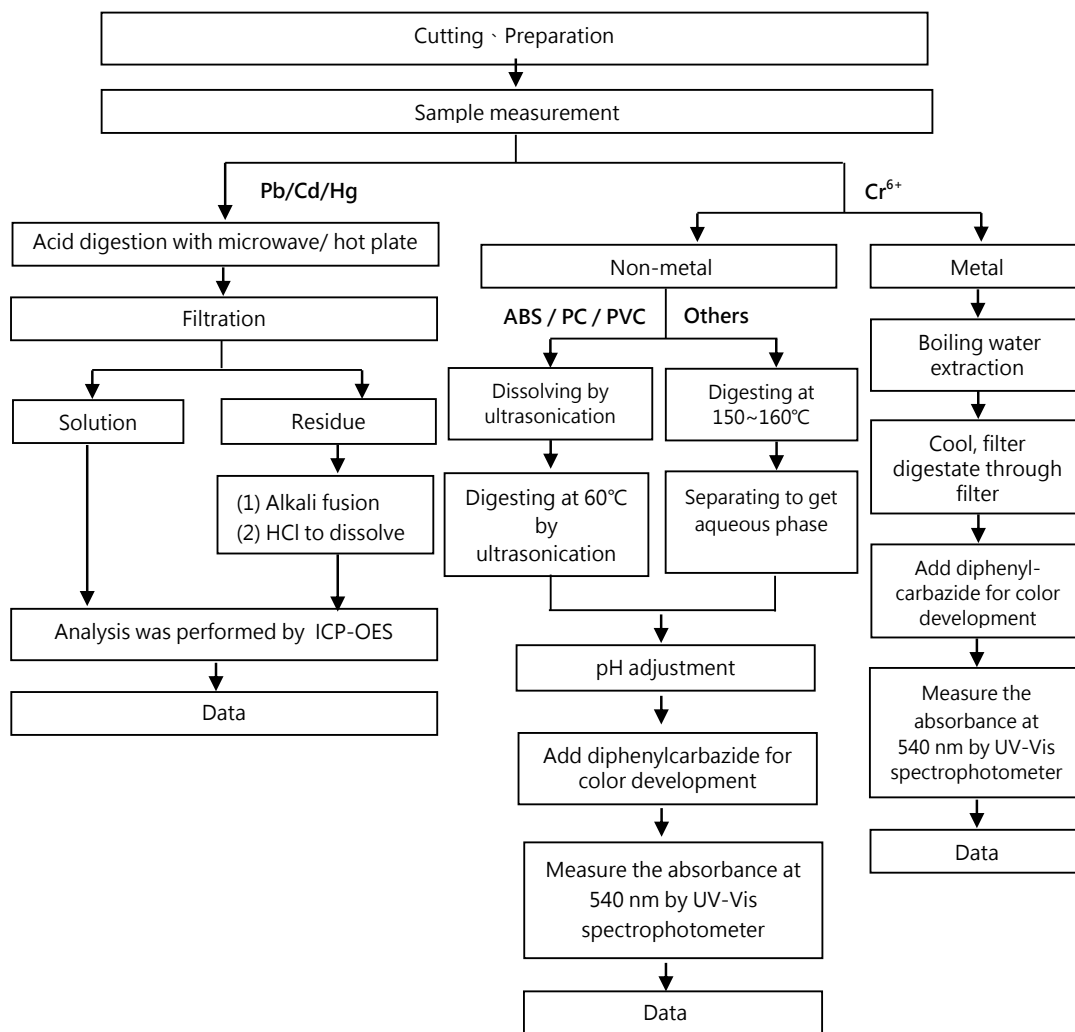 Cutting、Preparation
Sample measurement
Pb/Cd/Hg
Cr⁶⁺
Acid digestion with microwave/ hot plate
Filtration
Solution
Residue
(1) Alkali fusion
(2) HCl to dissolve
Analysis was performed by  ICP-OES
Data
Non-metal
ABS / PC / PVC
Others
Dissolving by
ultrasonication
Digesting at
150~160℃
Digesting at 60℃
by
ultrasonication
Separating to get
aqueous phase
pH adjustment
Add diphenylcarbazide for
color development
Measure the absorbance at
540 nm by UV-Vis
spectrophotometer
Data
Metal
Boiling water
extraction
Cool, filter
digestate through
filter
Add diphenyl-
carbazide for color
development
Measure the
absorbance at
540 nm by UV-Vis
spectrophotometer
Data